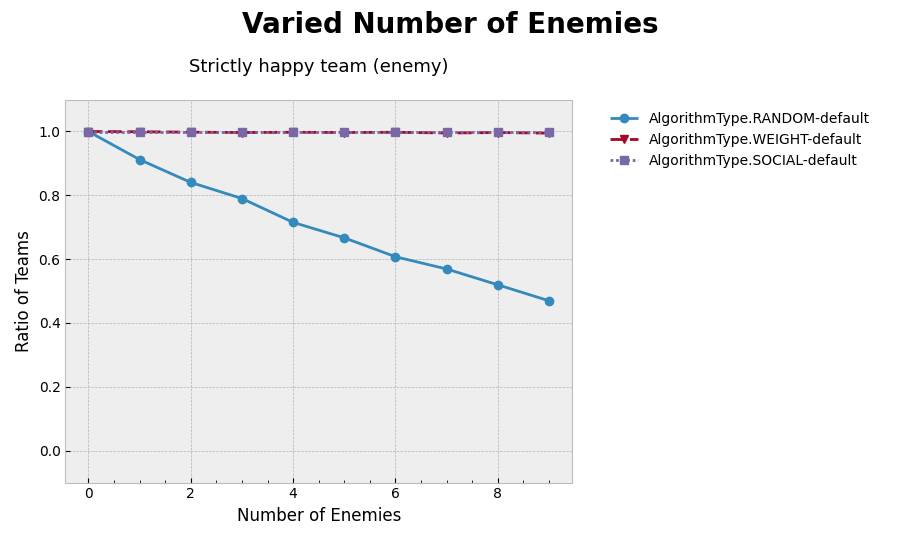 Varied Number of Enemies
Strictly happy team (enemy)
AlgorithmType.RANDOM-default
AlgorithmType.WEIGHT-default
AlgorithmType.SOCIAL-default
Ratio of Teams
1.0
0.8
0.6
0.4
0.2
0.0
0 2 4 6 8
Number of Enemies